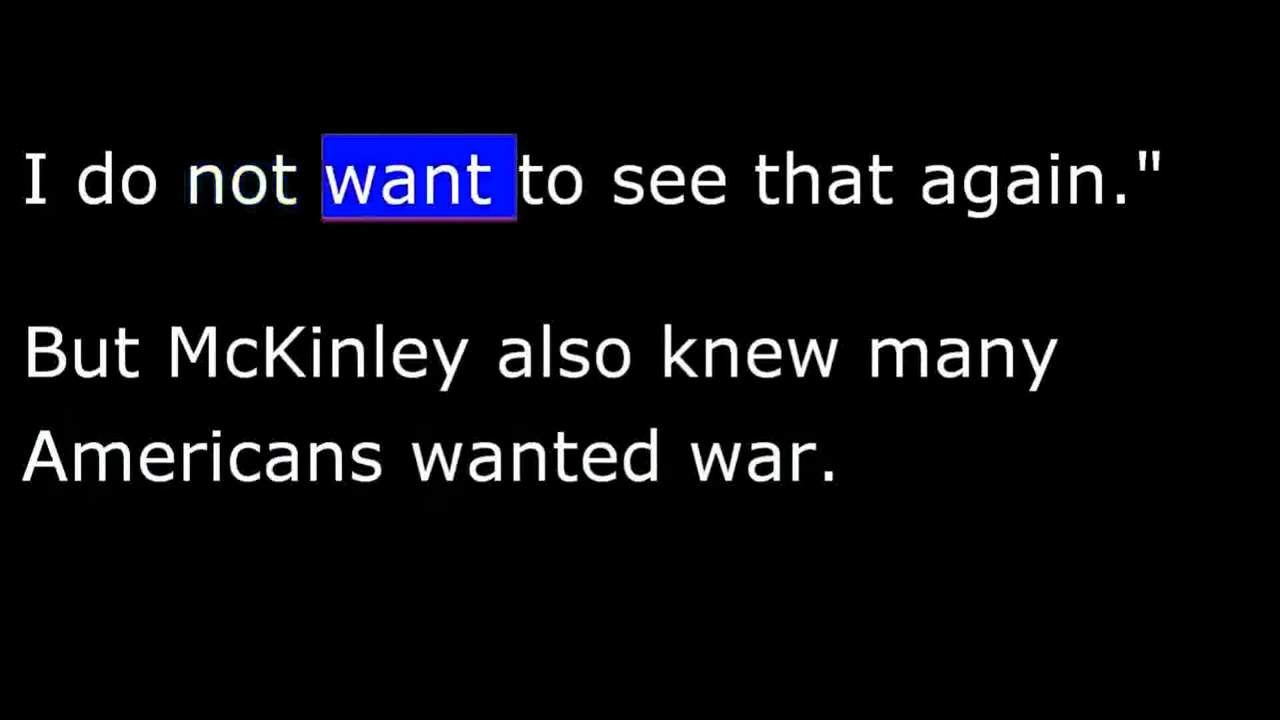 I do not want to see that again."
But McKinley also knew many
Americans wanted war.